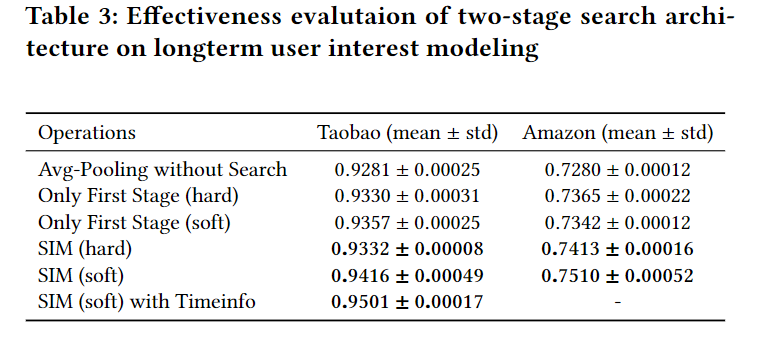 Table 3: Effectiveness evalutaion of two-stage search archi-
tecture on longterm user interest modeling
Operations Taobao (mean ± std) Amazon (mean ± std)
Avg-Pooling without Search 0.9281 ± 0.00025 0.7280 ± 0.00012
Only First Stage (hard) 0.9330 ± 0.00031 0.7365 ± 0.00022
Only First Stage (soft) 0.9357 ± 0.00025 0.7342 ± 0.00012
SIM (hard) 0.9332 ± 0.00008 0.7413 ± 0.00016
SIM (soft) 0.9416 ± 0.00049 0.7510 ± 0.00052
SIM (soft) with Timeinfo 0.9501 ± 0.00017 -